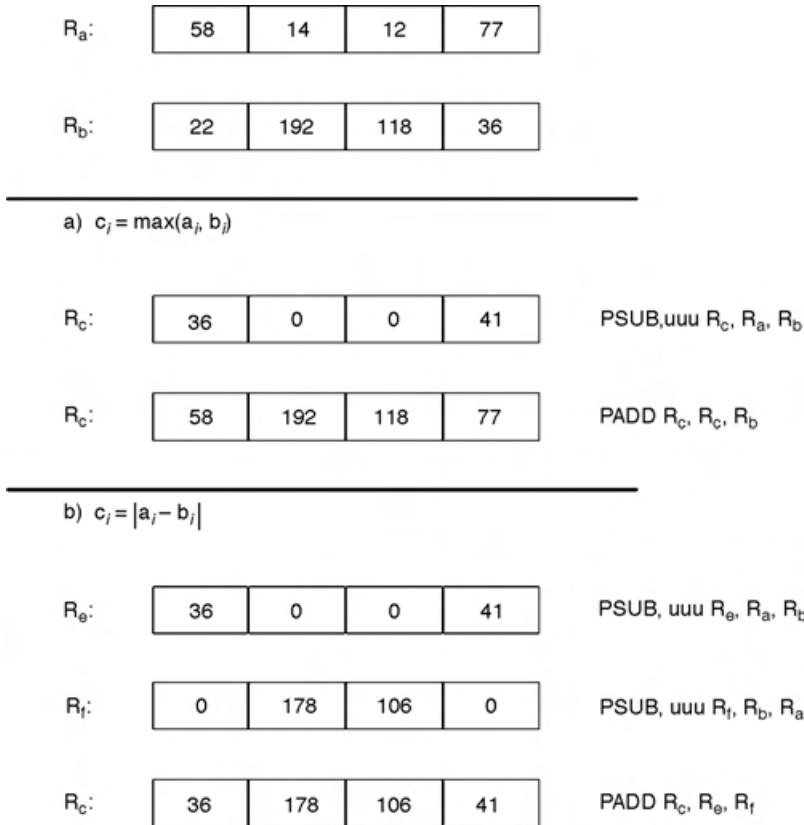 Ra: 58 14 12 77
Rb: 22 192 118 36
a) ci = max(ai, bi)
Rc: 36 0 0 41 PSUB,uuu Rc, Ra, Rb
Rc: 58 192 118 77 PADD Rc, Rc, Rb
b) ci = |ai – bi|
Re: 36 0 0 41 PSUB, uuu Re, Ra, Rb
Rf: 0 178 106 0 PSUB, uuu Rf, Rb, Ra
Rc: 36 178 106 41 PADD Rc, Re, Rf